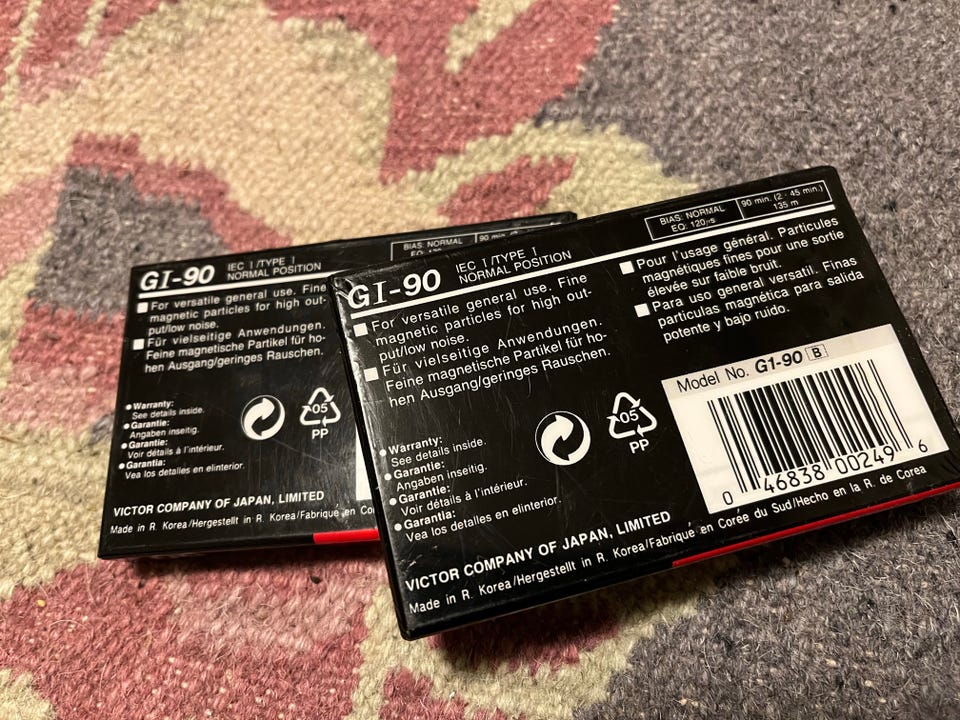 GI-90
IEC I/TYPE I
NORMAL POSITION
BIAS: NORMAL
EQ: 120
90 min.
For versatile general use. Fine
magnetic particles for high out-
put/low noise.
Für vielseitige Anwendungen.
Feine magnetische Partikel für ho-
hen Ausgang/geringes Rauschen.
Warranty:
See details inside.
Garantie:
Angaben inseitig.
Garantie:
Voir détails à l'intérieur.
Garantia:
Vea los detalles en elinterior.
05
PP
VICTOR COMPANY OF JAPAN, LIMITED
Made in R. Korea/Hergestellt in R. Korea/Fabriqué en Co
GI-90
IEC I/TYPE I
NORMAL POSITION
BIAS: NORMAL
EQ: 120µs
90 min. (2 × 45 min.)
135 m
For versatile general use. Fine
magnetic particles for high out-
put/low noise.
Für vielseitige Anwendungen.
Feine magnetische Partikel für ho-
hen Ausgang/geringes Rauschen.
Pour l'usage général. Particules
magnétiques fines pour une sortie
élevée sur faible bruit.
Para uso general versatil. Finas
particulas magnética para salida
potente y bajo ruido.
Warranty:
See details inside.
Garantie:
Angaben inseitig.
Garantie:
Voir détails à l'intérieur.
Garantia:
Vea los detalles en elinterior.
05
PP
Model No. G1-90 B
0 46838 00249 6
VICTOR COMPANY OF JAPAN, LIMITED
Made in R. Korea/Hergestellt in R. Korea/Fabriqué en Corée du Sud/Hecho en la R. de Corea